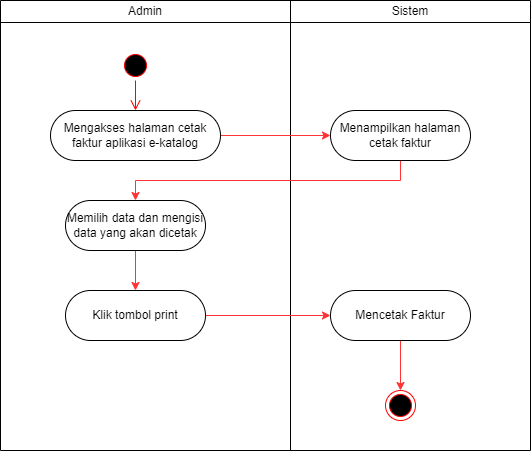 Admin
Sistem
Mengakses halaman cetak
faktur aplikasi e-katalog
Menampilkan halaman
cetak faktur
Memilih data dan mengisi
data yang akan dicetak
Klik tombol print
Mencetak Faktur